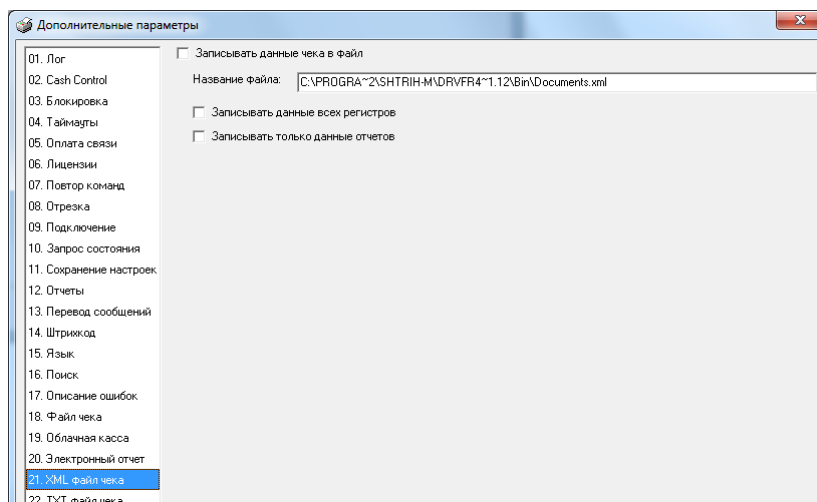 Дополнительные параметры
01. Лог
02. Cash Control
03. Блокировка
04. Таймауты
05. Оплата связи
06. Лицензии
07. Повтор команд
08. Отрезка
09. Подключение
10. Запрос состояния
11. Сохранение настроек
12. Отчеты
13. Перевод сообщений
14. Штрихкод
15. Язык
16. Поиск
17. Описание ошибок
18. Файл чека
19. Облачная касса
20. Электронный отчет
21. XML файл чека
22. TXT файл чека
Записывать данные чека в файл
Название файла: C:\PROGRA~2\SHTRIH-M\DRVFR4~1.12\Bin\Documents.xml
Записывать данные всех регистров
Записывать только данные отчетов